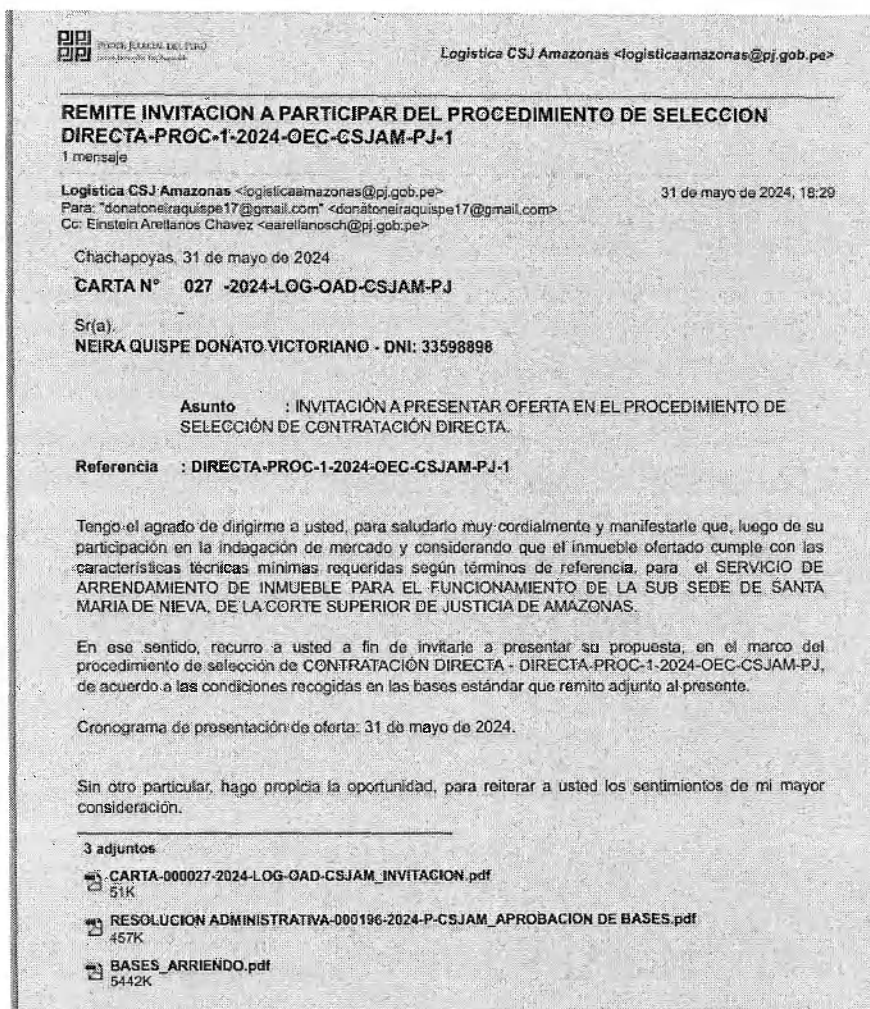 PJPJ
PJPJ
PODER JUDICIAL DEL PERÚ
Logistica CSJ Amazonas <logisticaamazonas@pj.gob.pe>
REMITE INVITACION A PARTICIPAR DEL PROCEDIMIENTO DE SELECCION
DIRECTA-PROC-1-2024-OEC-CSJAM-PJ-1
1 mensaje
Logística CSJ Amazonas <logisticaamazonas@pj.gob.pe>
31 de mayo de 2024, 18:29
Para: "donatoneiraquispe17@gmail.com" <donatoneiraquispe17@gmail.com>
Cc: Einstein Arellanos Chavez <earellanosch@pj.gob.pe>
Chachapoyas, 31 de mayo de 2024
CARTA N° 027 -2024-LOG-OAD-CSJAM-PJ
Sr(a).
NEIRA QUISPE DONATO VICTORIANO - DNI: 33598898
Asunto : INVITACIÓN A PRESENTAR OFERTA EN EL PROCEDIMIENTO DE
SELECCIÓN DE CONTRATACIÓN DIRECTA.
Referencia : DIRECTA-PROC-1-2024-OEC-CSJAM-PJ-1
Tengo el agrado de dirigirme a usted, para saludarlo muy cordialmente y manifestarle que, luego de su
participación en la indagación de mercado y considerando que el inmueble ofertado cumple con las
características técnicas mínimas requeridas según términos de referencia, para el SERVICIO DE
ARRENDAMIENTO DE INMUEBLE PARA EL FUNCIONAMIENTO DE LA SUB SEDE DE SANTA
MARIA DE NIEVA, DE LA CORTE SUPERIOR DE JUSTICIA DE AMAZONAS.
En ese sentido, recurro a usted a fin de invitarle a presentar su propuesta, en el marco del
procedimiento de selección de CONTRATACIÓN DIRECTA - DIRECTA-PROC-1-2024-OEC-CSJAM-PJ,
de acuerdo a las condiciones recogidas en las bases estándar que remito adjunto al presente.
Cronograma de presentación de oferta: 31 de mayo de 2024.
Sin otro particular, hago propicia la oportunidad, para reiterar a usted los sentimientos de mi mayor
consideración.
3 adjuntos
CARTA-000027-2024-LOG-OAD-CSJAM_INVITACION.pdf
51K
RESOLUCION ADMINISTRATIVA-000196-2024-P-CSJAM_APROBACION DE BASES.pdf
457K
BASES_ARRIENDO.pdf
5442K